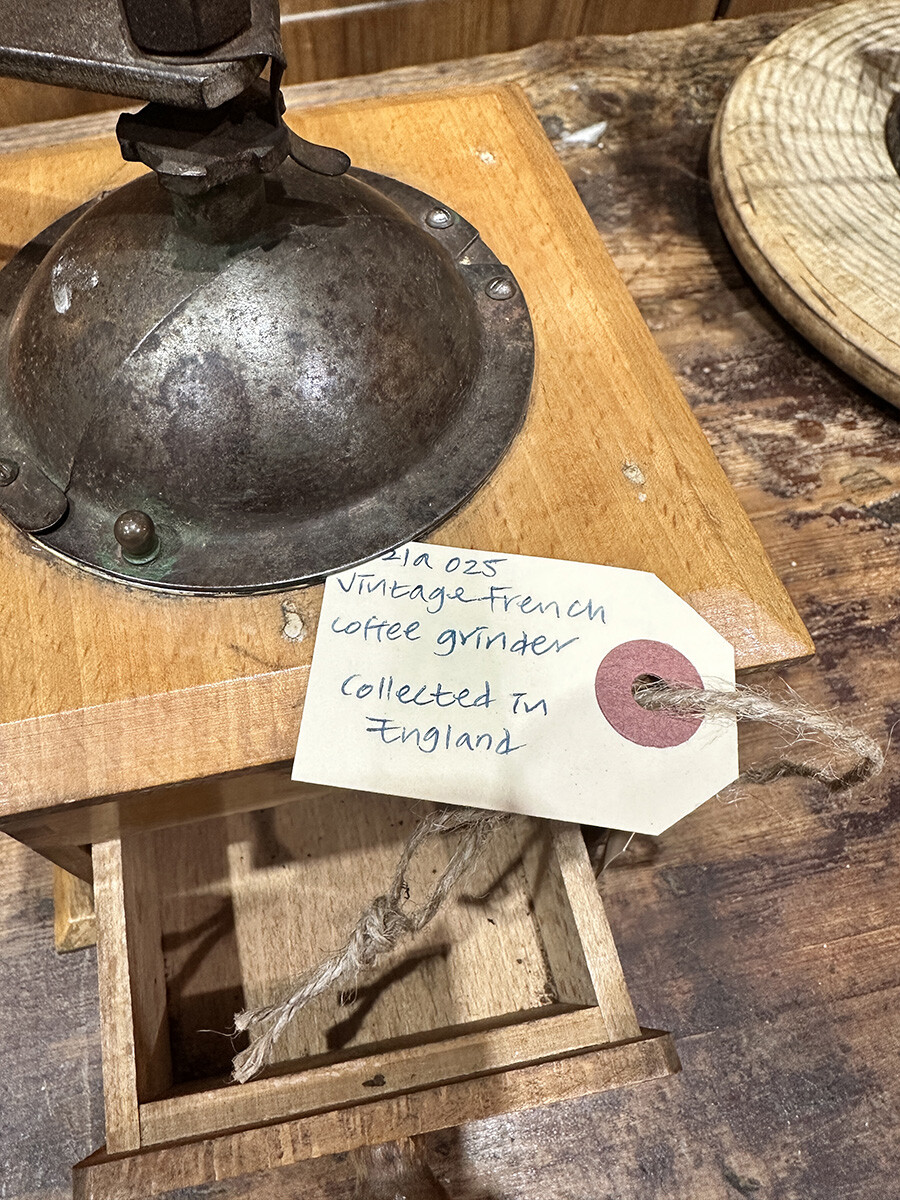 21a 025
Vintage French
coffee grinder
Collected in
England